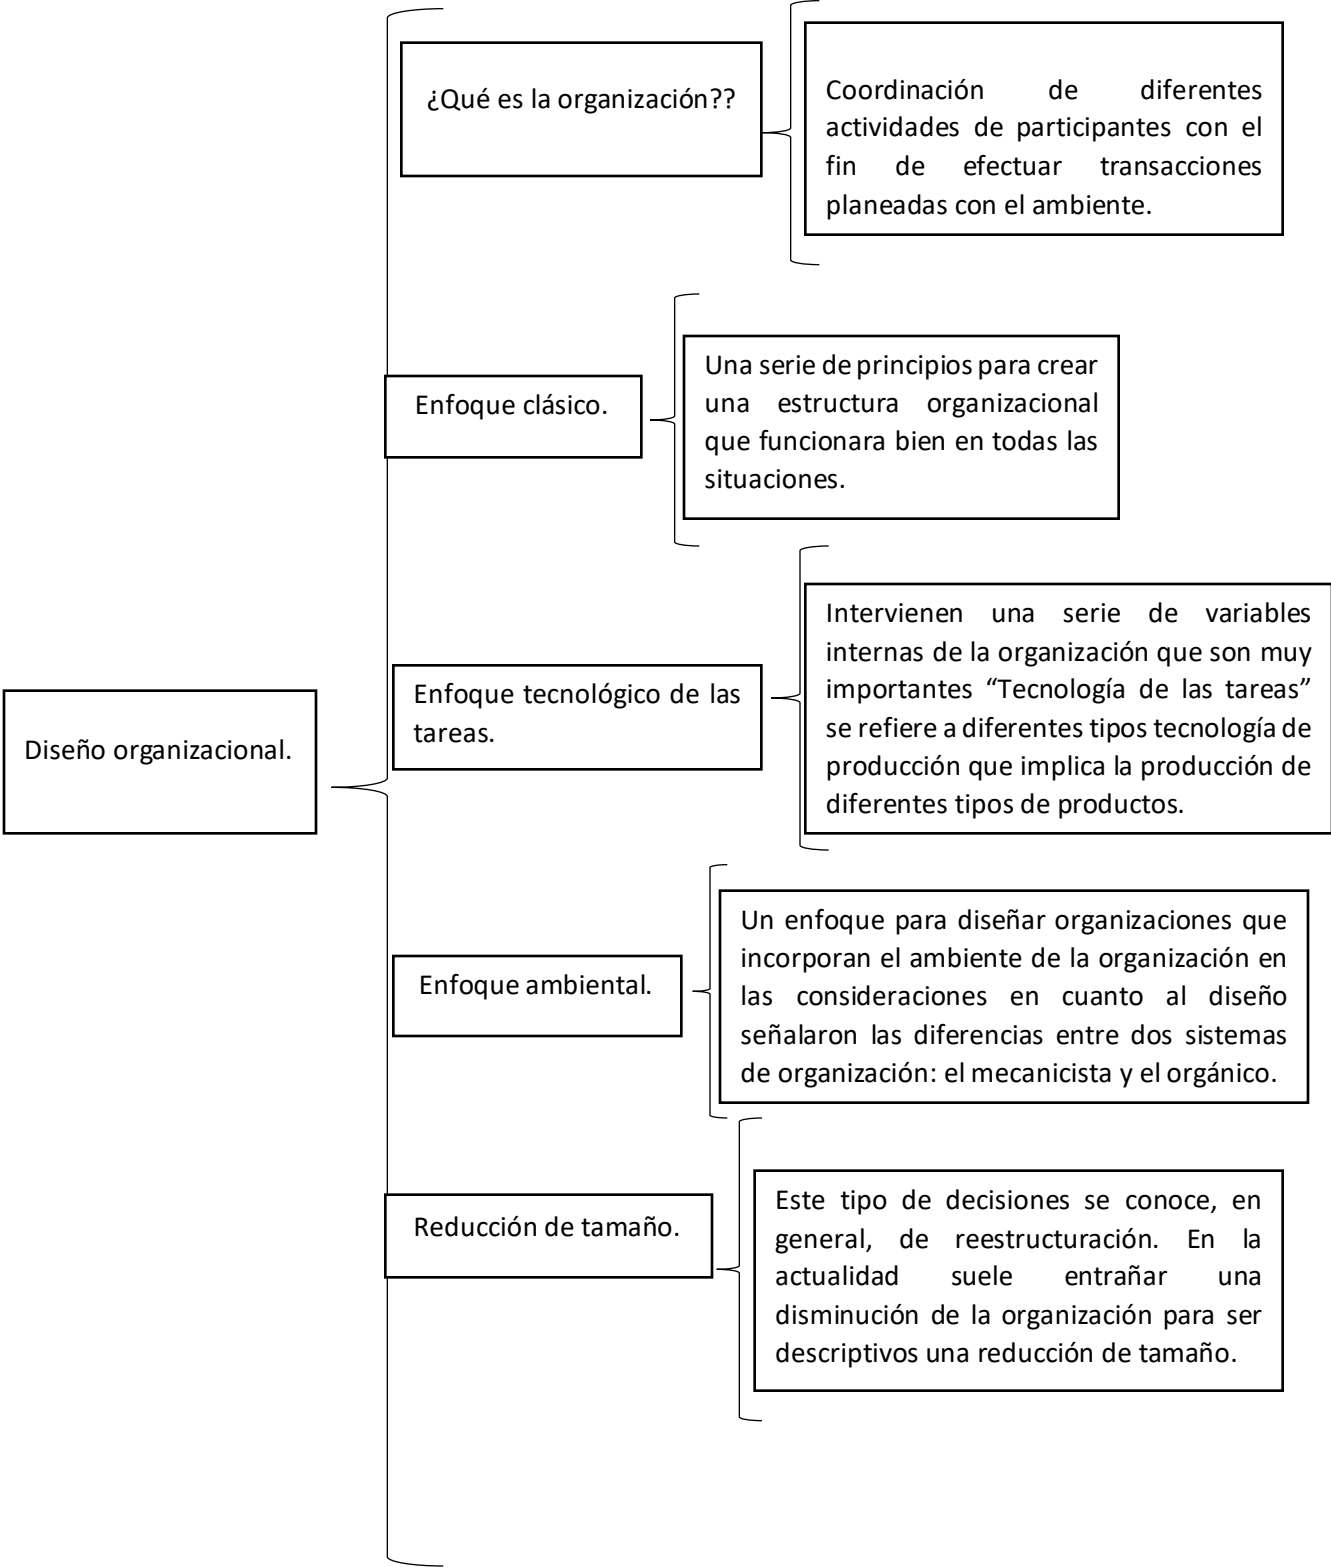 ¿Qué es la organización??
Coordinación de diferentes
actividades de participantes con el
fin de efectuar transacciones
planeadas con el ambiente.
Enfoque clásico.
Una serie de principios para crear
una estructura organizacional
que funcionara bien en todas las
situaciones.
Diseño organizacional.
Enfoque tecnológico de las
tareas.
Intervienen una serie de variables
internas de la organización que son muy
importantes “Tecnología de las tareas”
se refiere a diferentes tipos tecnología de
producción que implica la producción de
diferentes tipos de productos.
Enfoque ambiental.
Un enfoque para diseñar organizaciones que
incorporan el ambiente de la organización en
las consideraciones en cuanto al diseño
señalaron las diferencias entre dos sistemas
de organización: el mecanicista y el orgánico.
Reducción de tamaño.
Este tipo de decisiones se conoce, en
general, de reestructuración. En la
actualidad suele entrañar una
disminución de la organización para ser
descriptivos una reducción de tamaño.